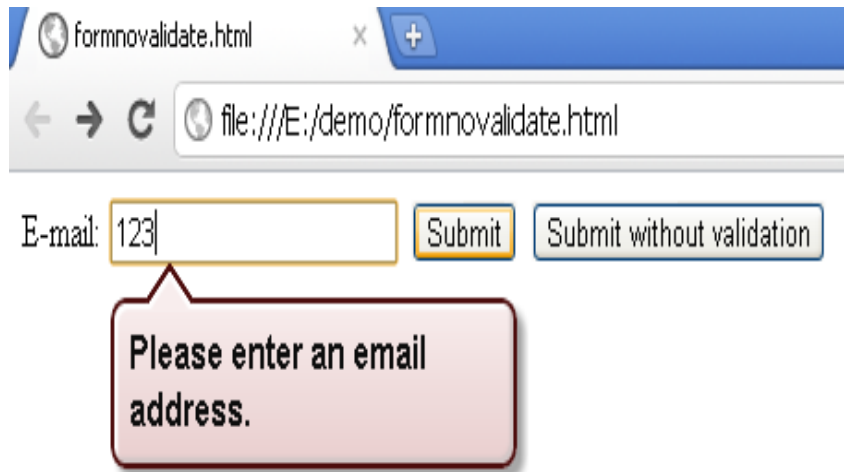 formnovalidate.html
file:///E:/demo/formnovalidate.html
E-mail: 123 Submit Submit without validation
Please enter an email
address.